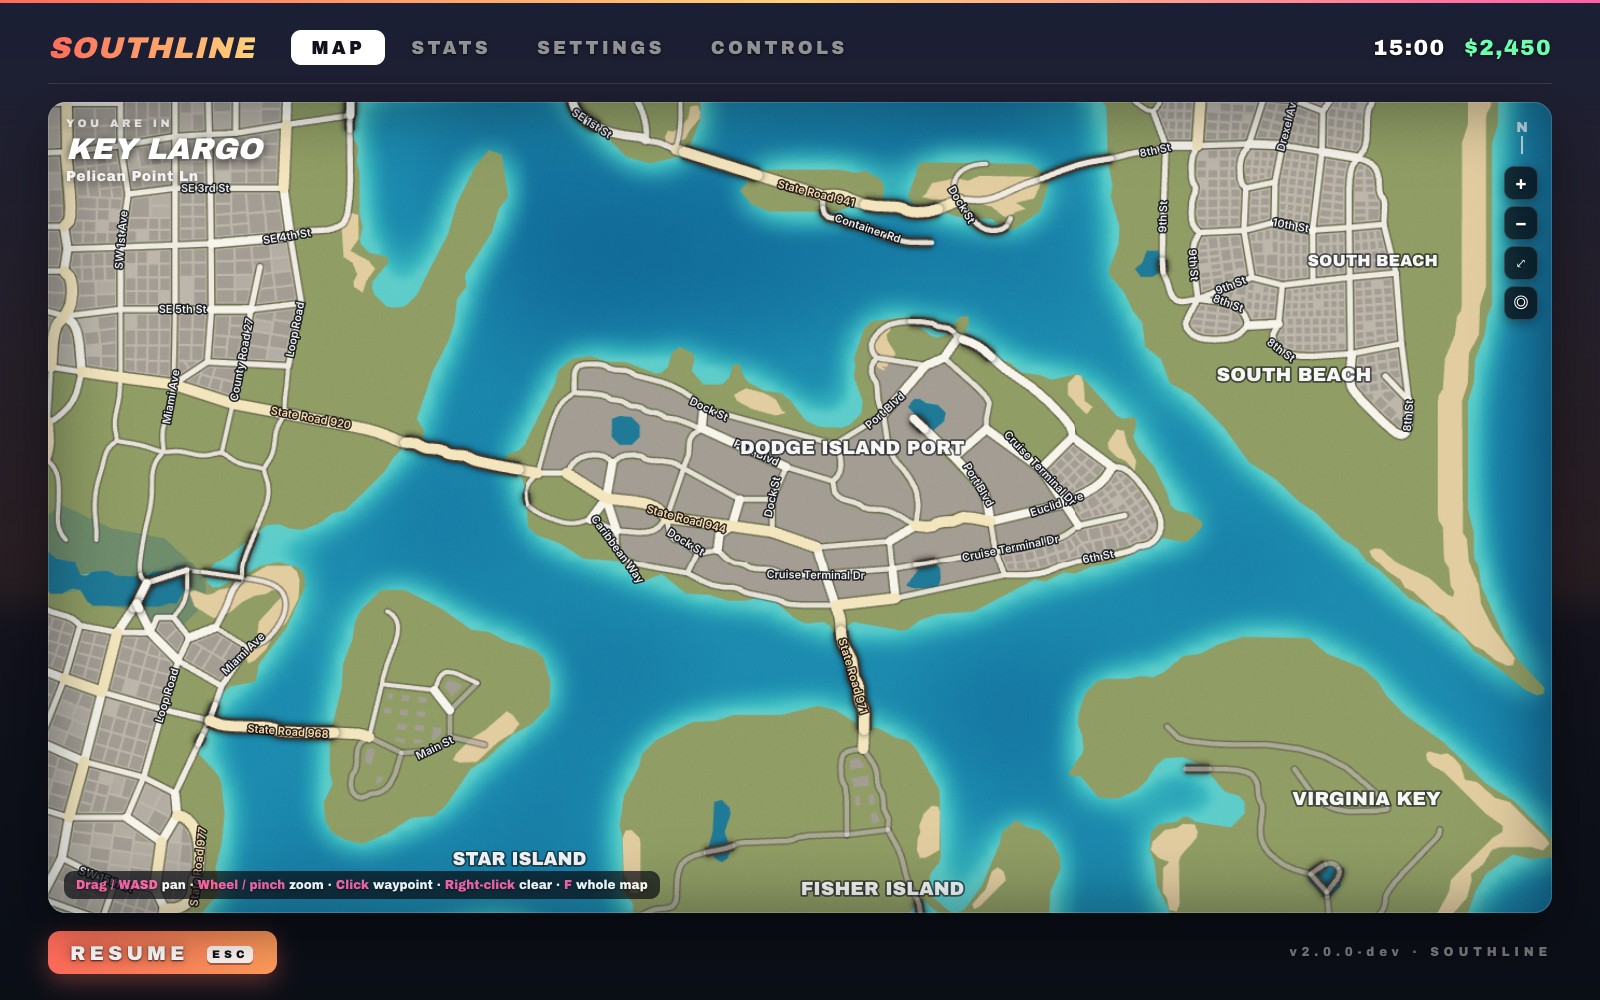 SOUTHLINE
MAP
STATS
SETTINGS
CONTROLS
15:00
$2,450
YOU ARE IN
KEY LARGO
Pelican Point Ln
N
+
−
SE 1st St
State Road 941
Container Rd
Dock St
8th St
Drexel Av
9th St
10th St
9th St
9th St
8th St
SOUTH BEACH
8th St
SOUTH BEACH
8th St
SE 3rd St
SW 1st Ave
SE 4th St
SE 5th St
Loop Road
County Road 27
Miami Ave
State Road 920
Dock St
DODGE ISLAND PORT
Port Blvd
Port Blvd
Cruise Terminal Dr
Euclid Ave
Dock St
State Road 944
Dock St
Caribbean Way
Cruise Terminal Dr
Cruise Terminal Dr
6th St
Miami Ave
Loop Road
State Road 968
Main St
State Road 971
State Road 977
VIRGINIA KEY
STAR ISLAND
FISHER ISLAND
Drag / WASD pan · Wheel / pinch zoom · Click waypoint · Right-click clear · F whole map
RESUME ESC
v2.0.0-dev · SOUTHLINE